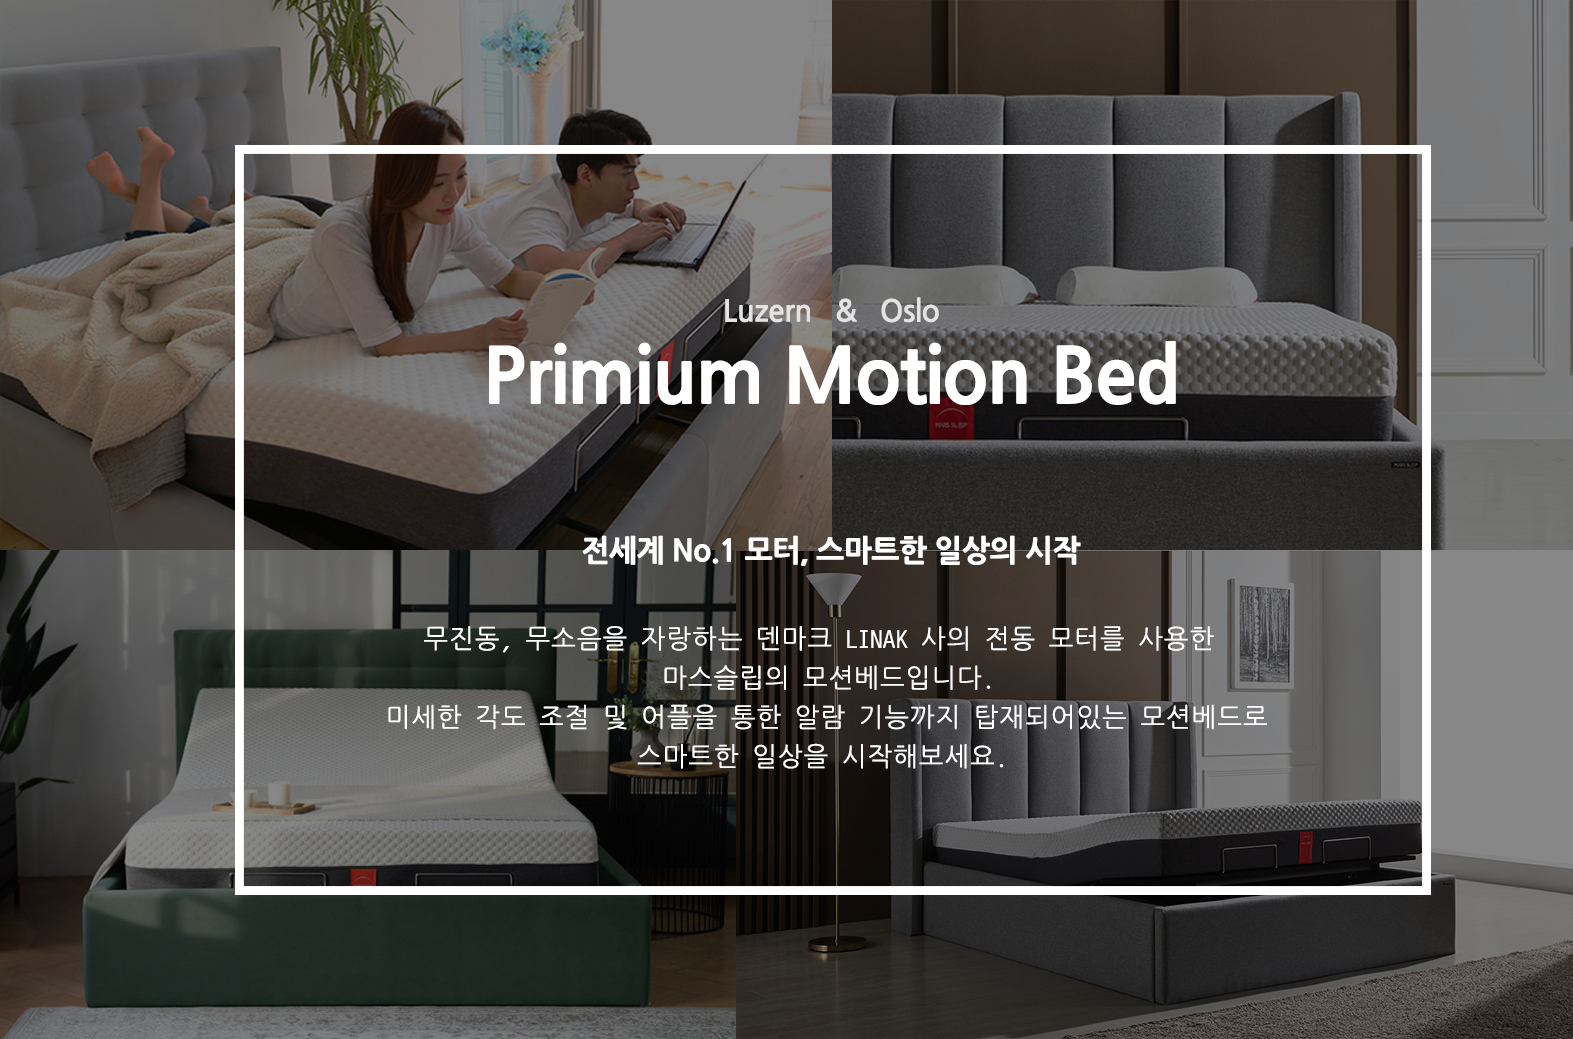 Luzern & Oslo
Primium Motion Bed
MARS SLEEP
MARS SLEEP
전세계 No.1 모터, 스마트한 일상의 시작
무진동, 무소음을 자랑하는 덴마크 LINAK 사의 전동 모터를 사용한
마스슬립의 모션베드입니다.
미세한 각도 조절 및 어플을 통한 알람 기능까지 탑재되어있는 모션베드로
스마트한 일상을 시작해보세요.